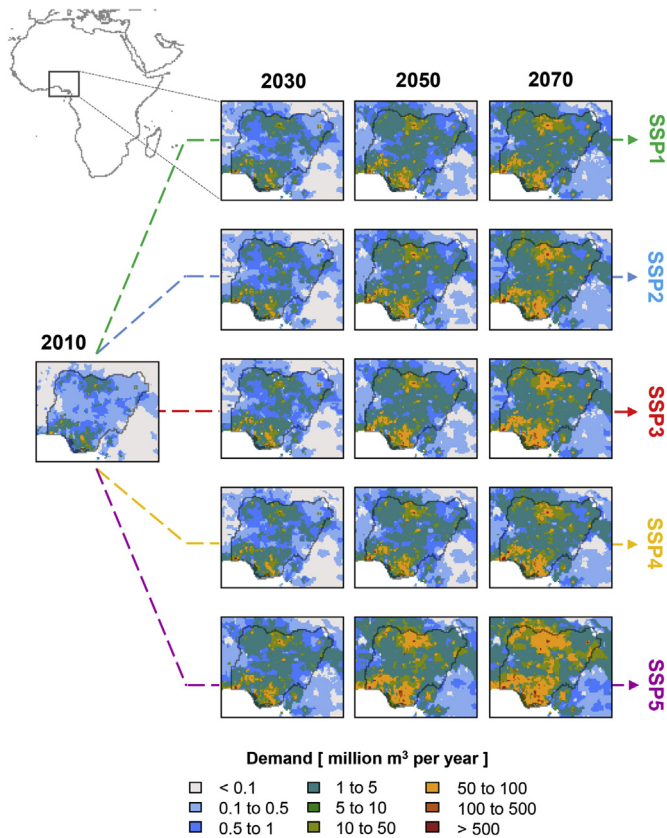 2030 2050 2070
SSP1
SSP2
2010
SSP3
SSP4
SSP5
Demand [ million m³ per year ]
< 0.1 1 to 5 50 to 100
0.1 to 0.5 5 to 10 100 to 500
0.5 to 1 10 to 50 > 500